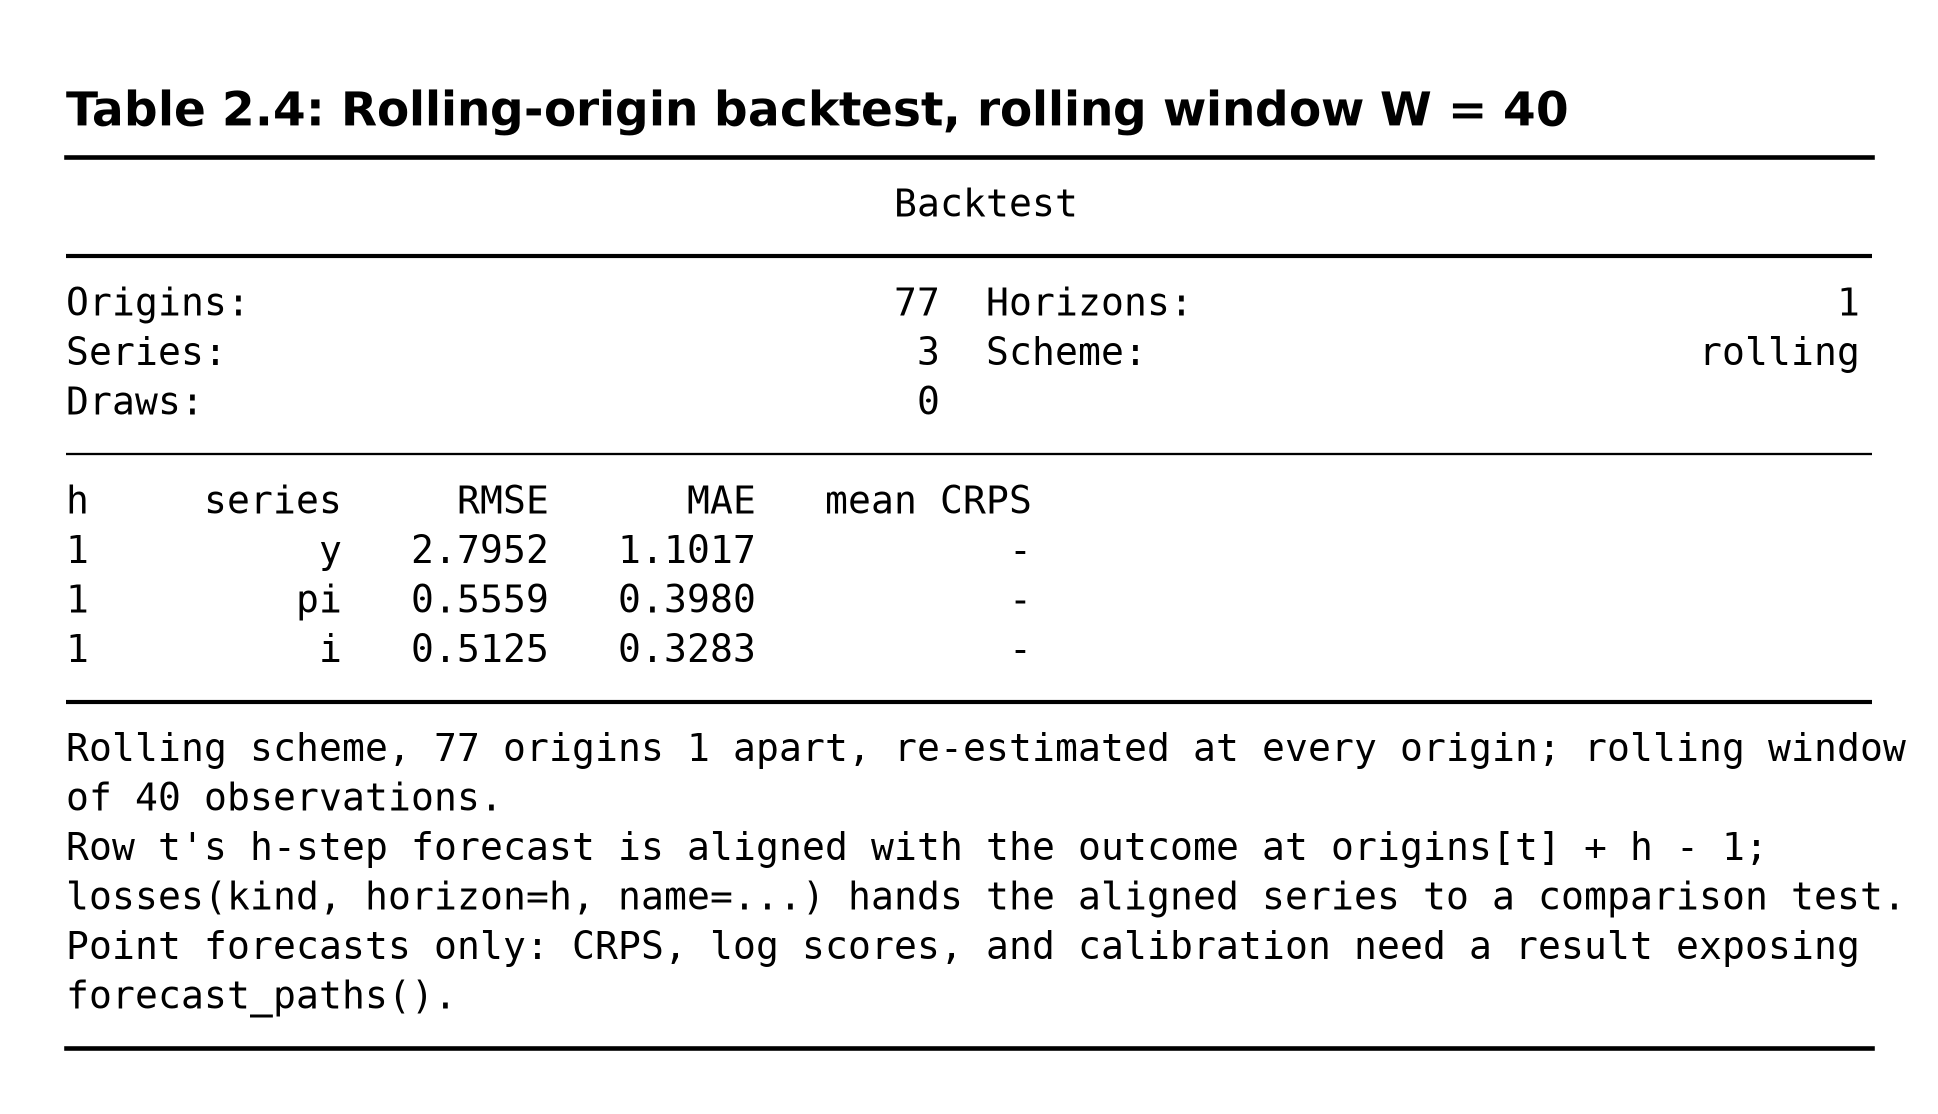 Table 2.4: Rolling-origin backtest, rolling window W = 40
Backtest
Origins: 77 Horizons: 1
Series: 3 Scheme: rolling
Draws: 0
h series RMSE MAE mean CRPS
1 y 2.7952 1.1017 -
1 pi 0.5559 0.3980 -
1 i 0.5125 0.3283 -
Rolling scheme, 77 origins 1 apart, re-estimated at every origin; rolling window
of 40 observations.
Row t's h-step forecast is aligned with the outcome at origins[t] + h - 1;
losses(kind, horizon=h, name=...) hands the aligned series to a comparison test.
Point forecasts only: CRPS, log scores, and calibration need a result exposing
forecast_paths().